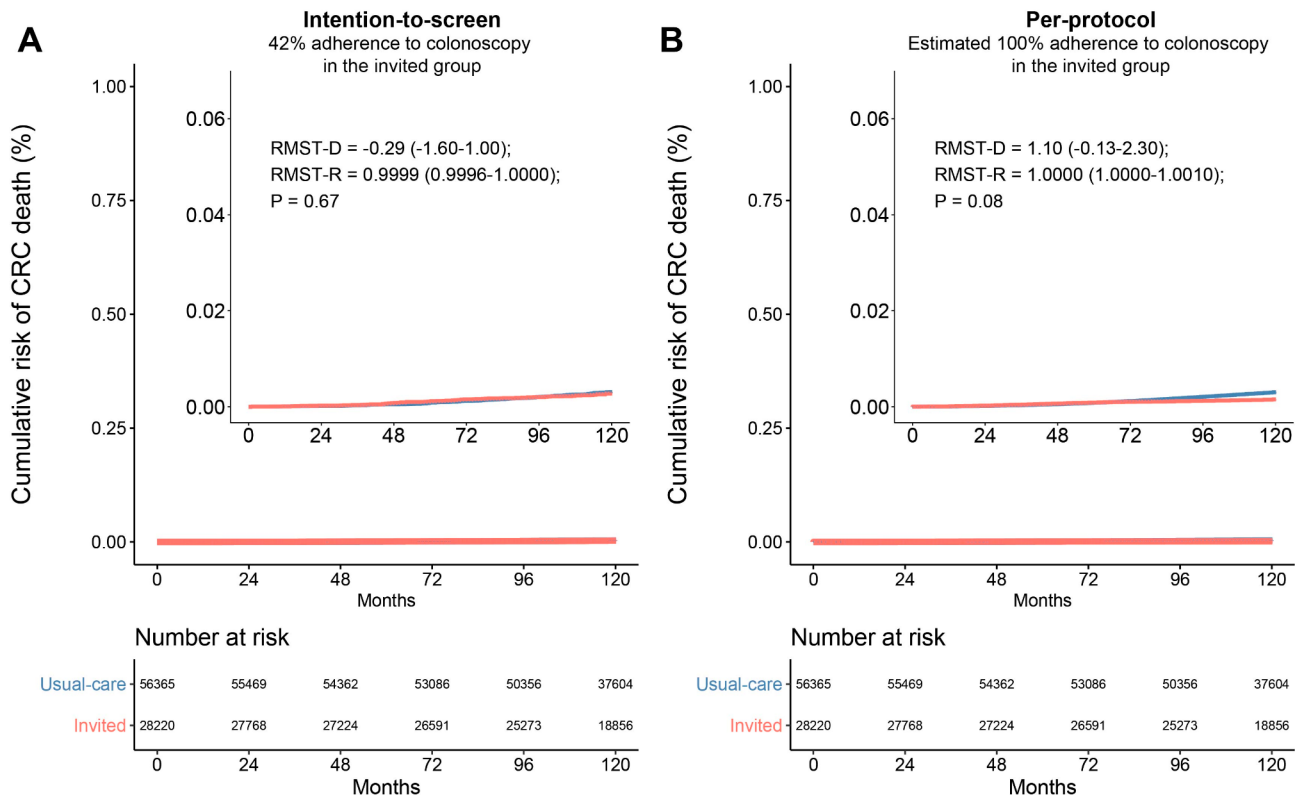 A
Intention-to-screen
42% adherence to colonoscopy
in the invited group
Cumulative risk of CRC death (%)
1.00
0.75
0.50
0.25
0.00
0.06
0.04
0.02
0.00
RMST-D = -0.29 (-1.60-1.00);
RMST-R = 0.9999 (0.9996-1.0000);
P = 0.67
0 24 48 72 96 120
0 24 48 72 96 120
Months
Number at risk
Usual-care 56365 55469 54362 53086 50356 37604
Invited 28220 27768 27224 26591 25273 18856
0 24 48 72 96 120
Months
B
Per-protocol
Estimated 100% adherence to colonoscopy
in the invited group
Cumulative risk of CRC death (%)
1.00
0.75
0.50
0.25
0.00
0.06
0.04
0.02
0.00
RMST-D = 1.10 (-0.13-2.30);
RMST-R = 1.0000 (1.0000-1.0010);
P = 0.08
0 24 48 72 96 120
0 24 48 72 96 120
Months
Number at risk
Usual-care 56365 55469 54362 53086 50356 37604
Invited 28220 27768 27224 26591 25273 18856
0 24 48 72 96 120
Months